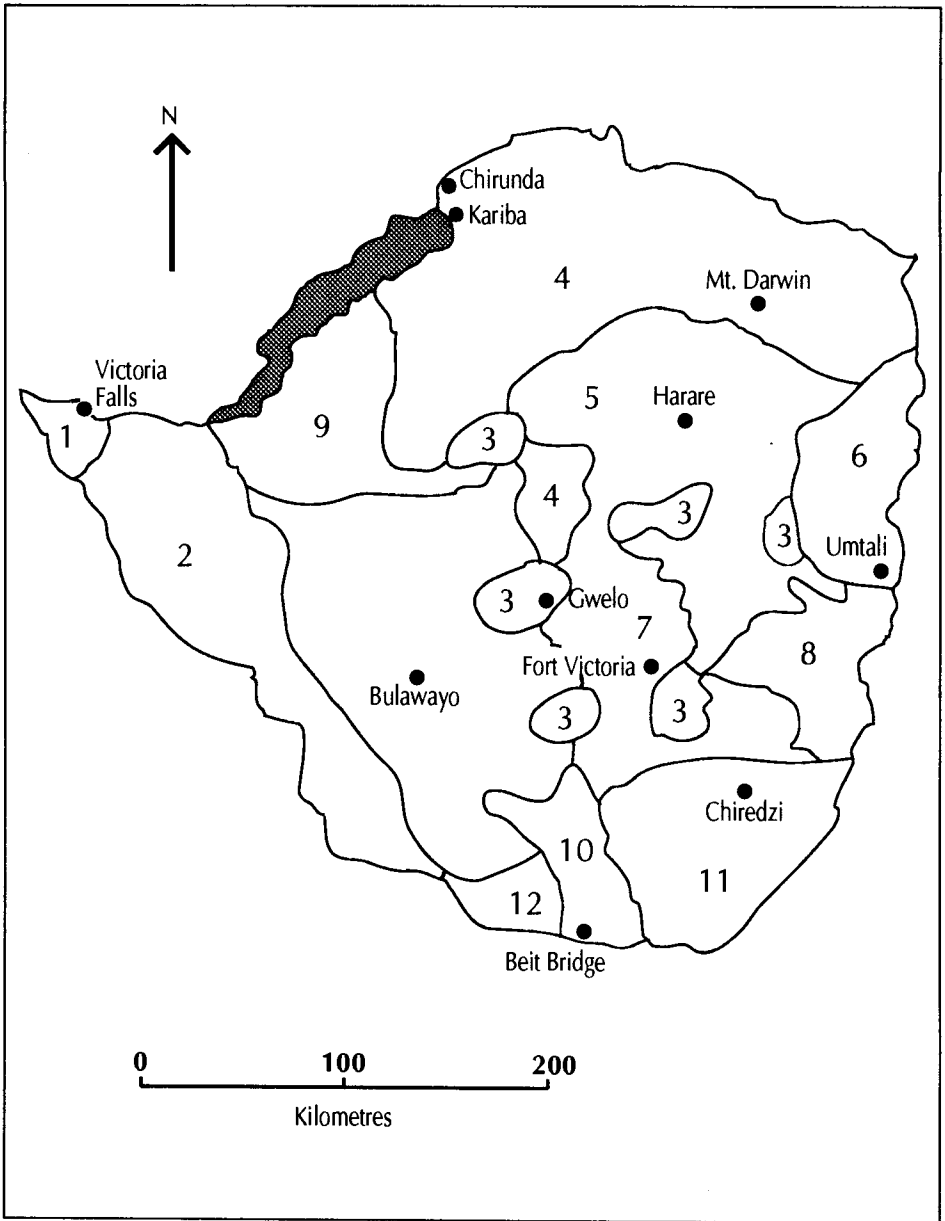 N
Chirunda
Kariba
4
Mt. Darwin
Victoria
Falls
1
9
5
Harare
3
6
4
3
3
2
Umtali
3
Gwelo
7
Fort Victoria
8
Bulawayo
3
3
Chiredzi
10
11
12
Beit Bridge
0 100 200
Kilometres